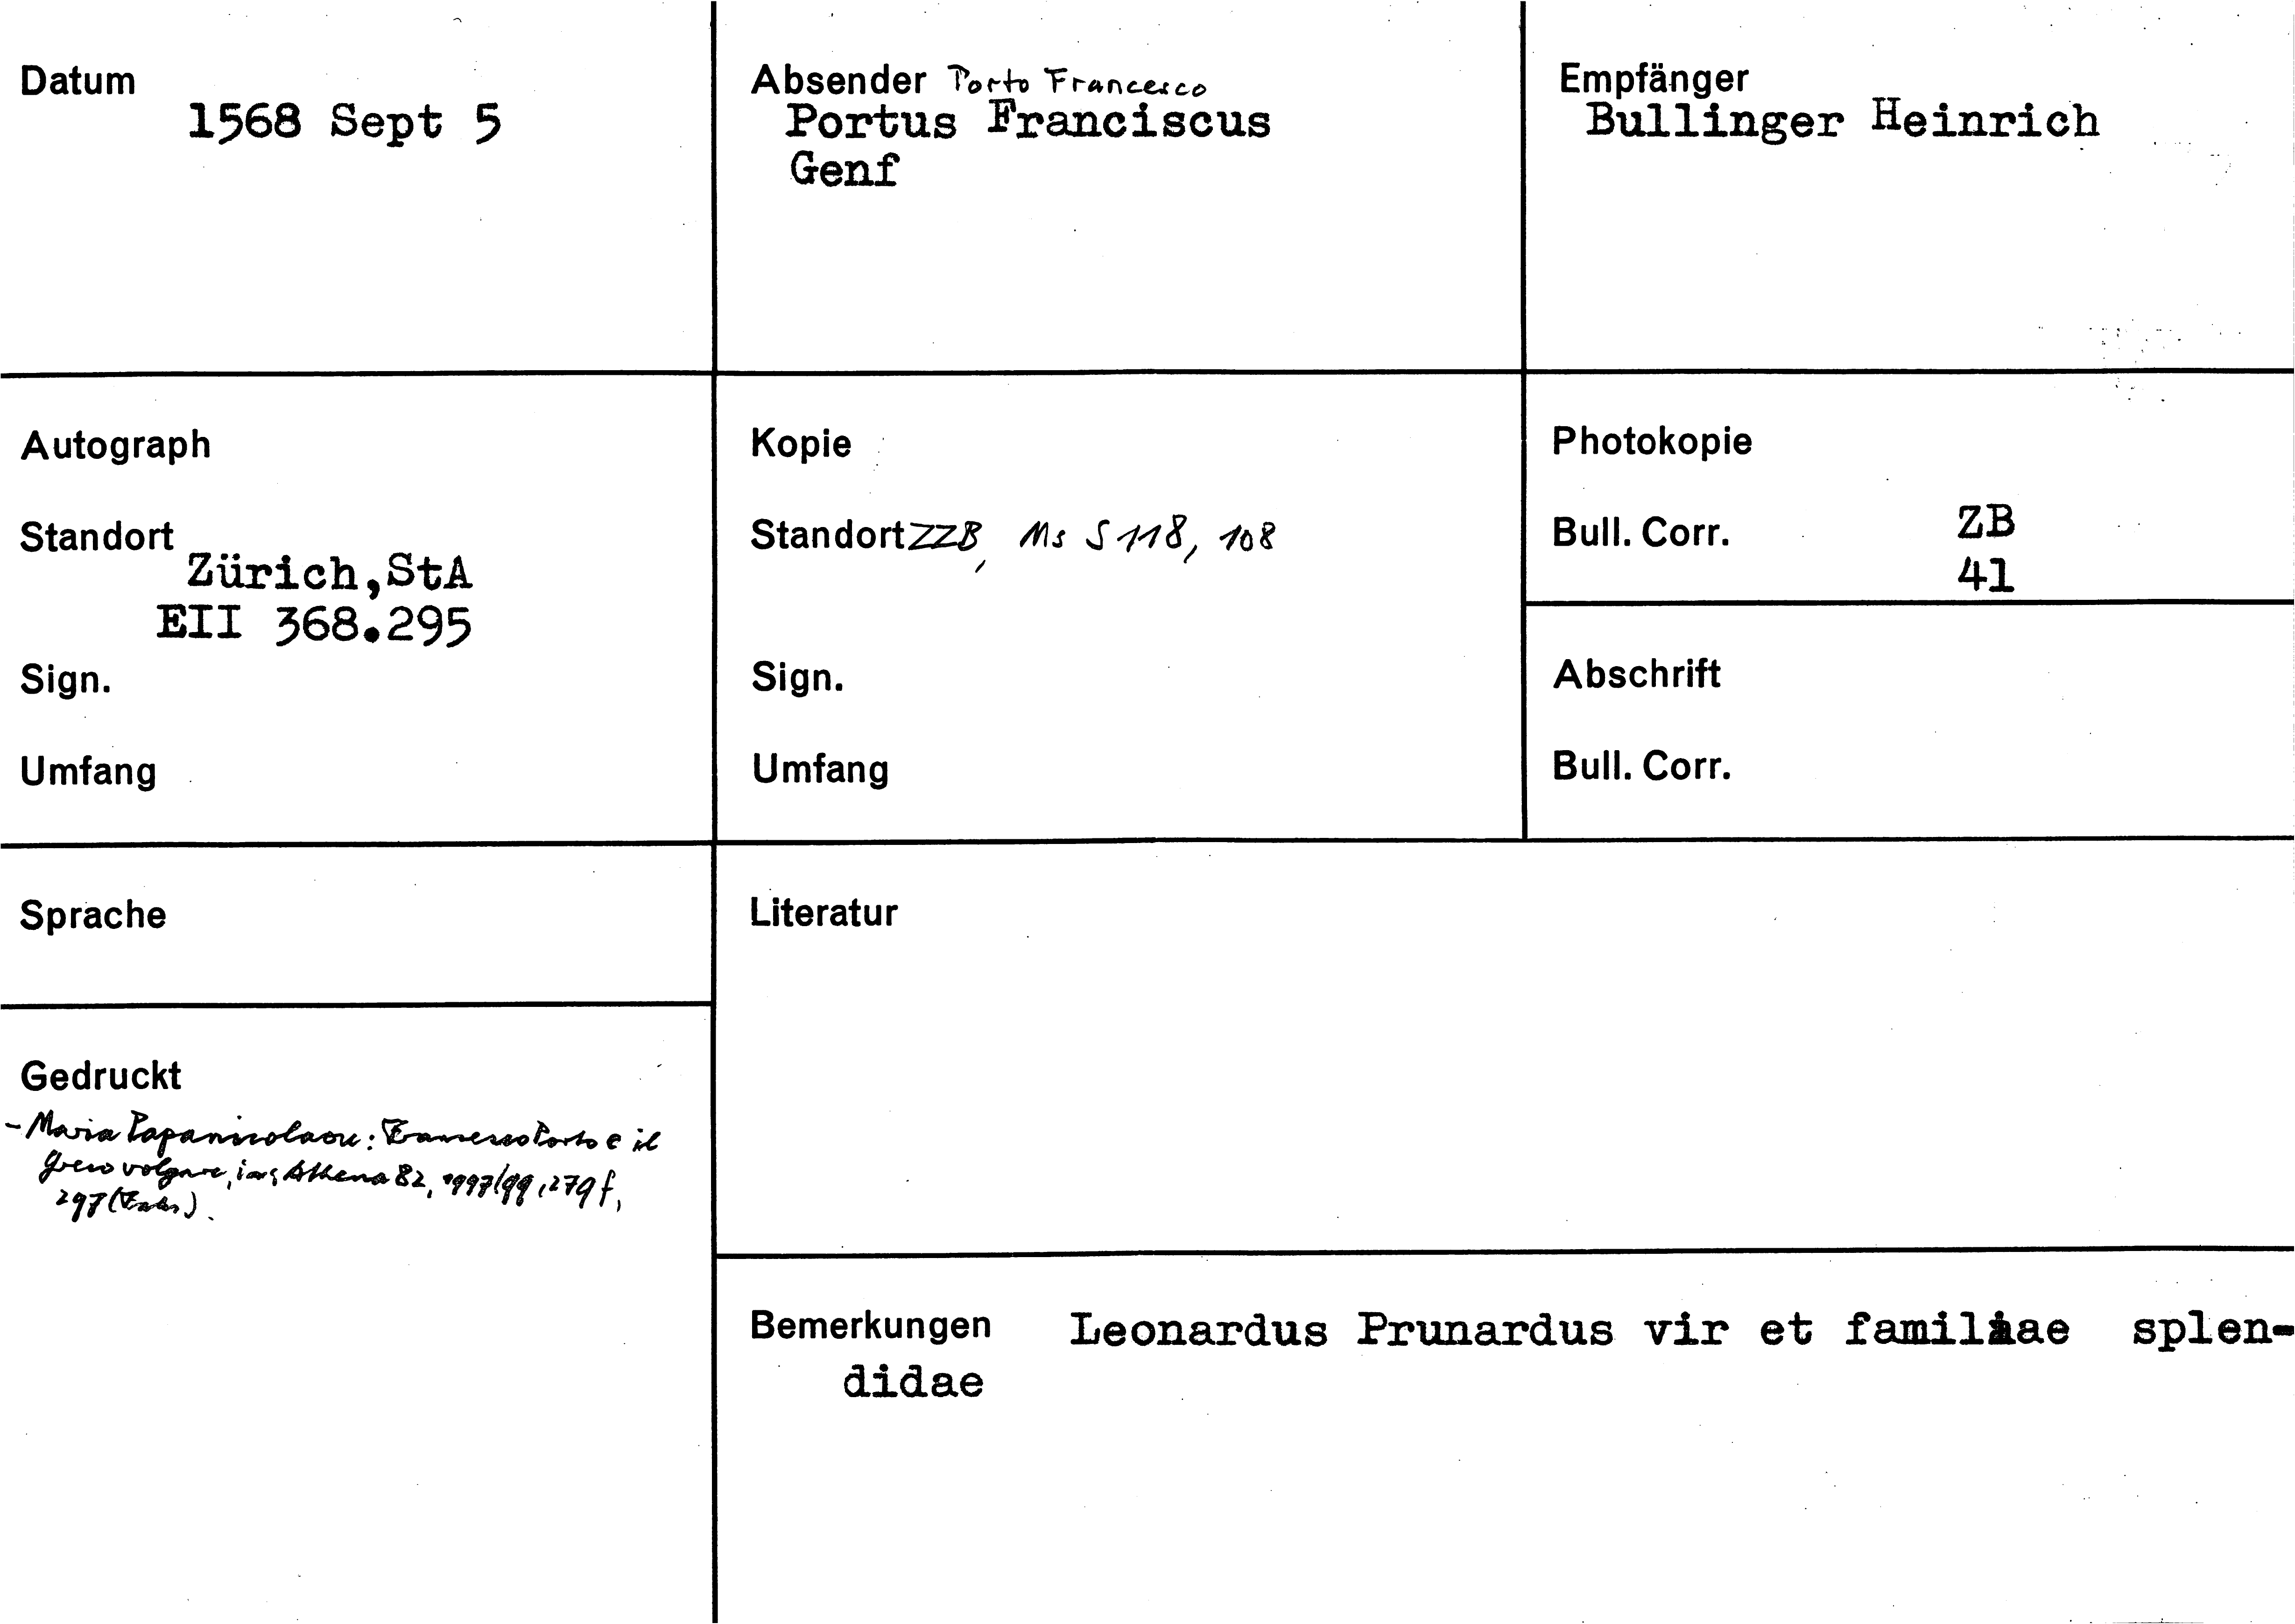 Datum
1568 Sept 5
Absender Porto Francesco
Portus Franciscus
Genf
Empfänger
Bullinger Heinrich
Autograph
Standort
Zürich,StA
EII 368.295
Sign.
Umfang
Kopie
Standort ZZB, Ms S 118, 108
Sign.
Umfang
Photokopie
Bull. Corr. ZB
41
Abschrift
Bull. Corr.
Sprache
Gedruckt
- Maria Papanicolaou: Francesco Porto e il
greco volgare, in: Athena 82, 1997/99, 279 f,
297
Literatur
Bemerkungen Leonardus Prunardus vir et familiae splen-
didae